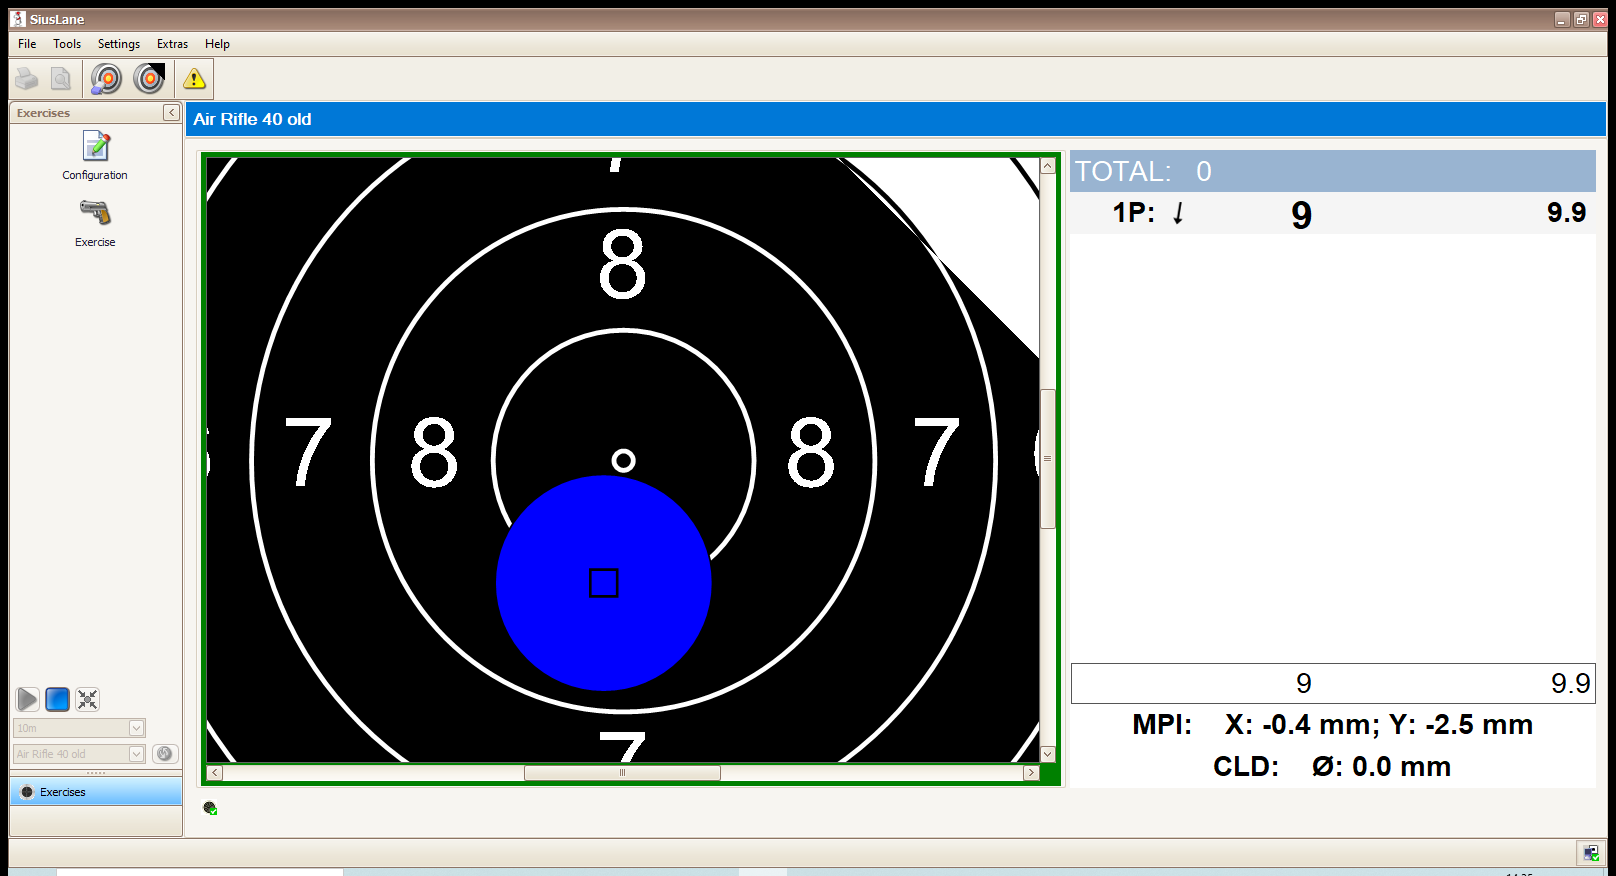 SiusLane
File Tools Settings Extras Help
Exercises
Configuration
Exercise
10m
Air Rifle 40 old
Exercises
Air Rifle 40 old
8
7 8 8 7
7
TOTAL: 0
1P: 9 9.9
9 9.9
MPI: X: -0.4 mm; Y: -2.5 mm
CLD: Ø: 0.0 mm